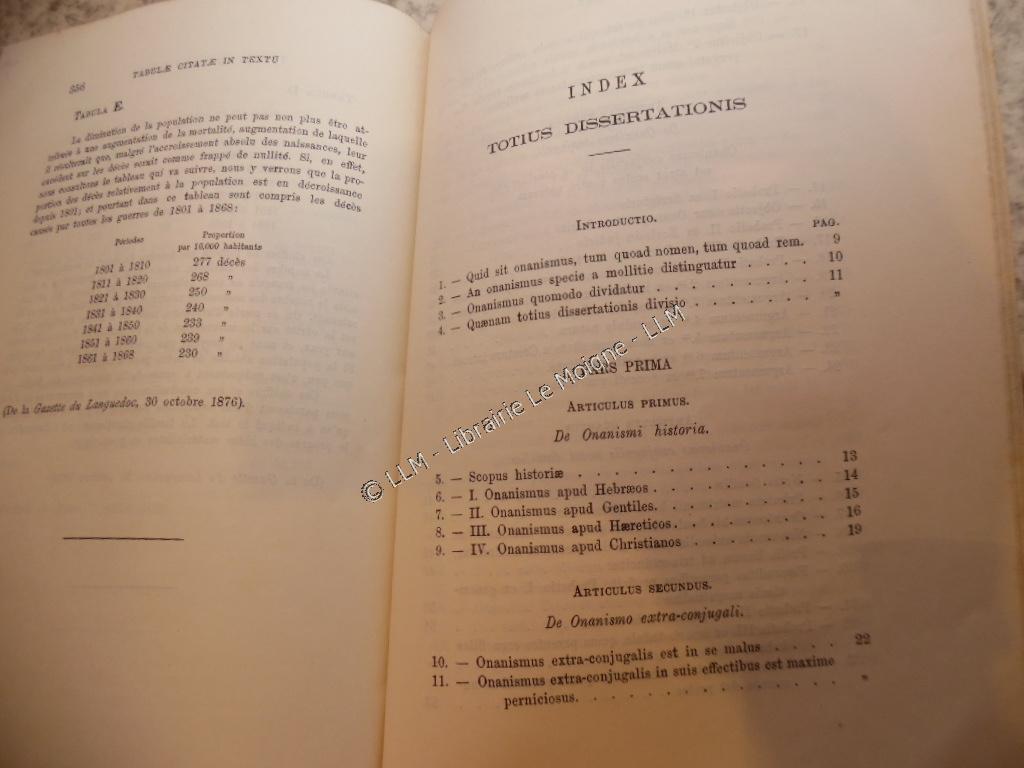 356
TABULÆ CITATÆ IN TEXTU
TABULA E.
La diminution de la population ne peut pas non plus être at-
tribuée à une augmentation de la mortalité, augmentation de laquelle
il résulterait que, malgré l'accroissement absolu des naissances, leur
excédent sur les décès serait comme frappé de nullité. Si, en effet,
nous consultons le tableau qui va suivre, nous y verrons que la pro-
portion des décès relativement à la population est en décroissance
depuis 1801; et pourtant dans ce tableau sont compris les décès
causés par toutes les guerres de 1801 à 1868:
Périodes
Proportion
par 10,000 habitants
1801 à 1810 277 décès
1811 à 1820 268 »
1821 à 1830 250 »
1831 à 1840 240 »
1841 à 1850 233 »
1851 à 1860 239 »
1861 à 1868 230 »
(De la Gazette du Languedoc, 30 octobre 1876).
INDEX
TOTIUS DISSERTATIONIS
INTRODUCTIO.
PAG.
1. — Quid sit onanismus, tum quoad nomen, tum quoad rem. 9
2. — An onanismus specie a mollitie distinguatur . . . . 10
3. — Onanismus quomodo dividatur . . . . . . . 11
4. — Quænam totius dissertationis divisio . . . . . . . »
PARS PRIMA
ARTICULUS PRIMUS.
De Onanismi historia.
5. — Scopus historiæ . . . . . . . . . . . . . 13
6. — I. Onanismus apud Hebræos . . . . . . . . . 14
7. — II. Onanismus apud Gentiles. . . . . . . . . 15
8. — III. Onanismus apud Hæreticos. . . . . . . . 16
9. — IV. Onanismus apud Christianos . . . . . . . 19
ARTICULUS SECUNDUS.
De Onanismo extra-conjugali.
10. — Onanismus extra-conjugalis est in se malus . . . . 22
11. — Onanismus extra-conjugalis in suis effectibus est maxime
perniciosus. . . . . . . . . . . . . . »
© LLM - Librairie Le Moigne - LLM